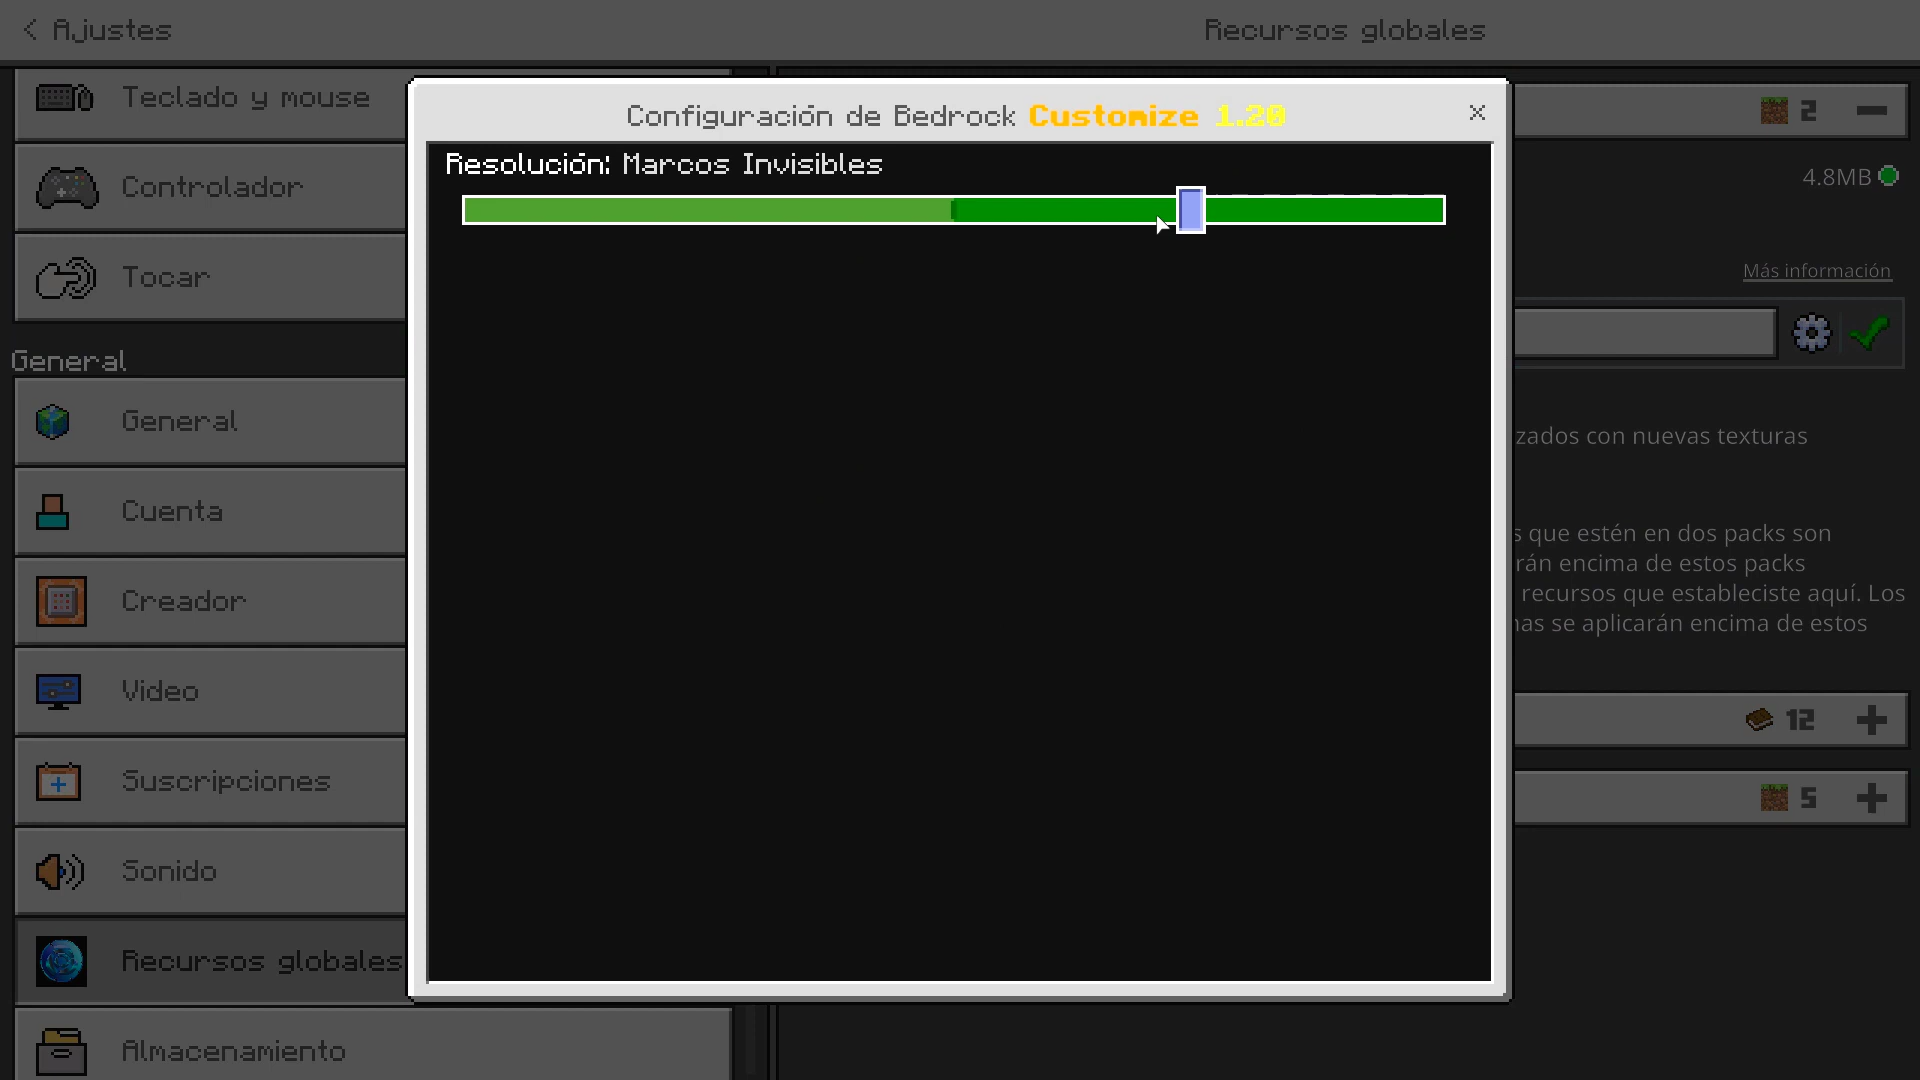 Ajustes
Recursos globales
Teclado y mouse
Controlador
Tocar
General
General
Cuenta
Creador
Video
Suscripciones
Sonido
Recursos globales
Almacenamiento
Configuración de Bedrock Customize 1.20
Resolución: Marcos Invisibles
2
4.8MB
Más información
zados con nuevas texturas
s que estén en dos packs son
rán encima de estos packs
recursos que estableciste aquí. Los
nas se aplicarán encima de estos
12
5